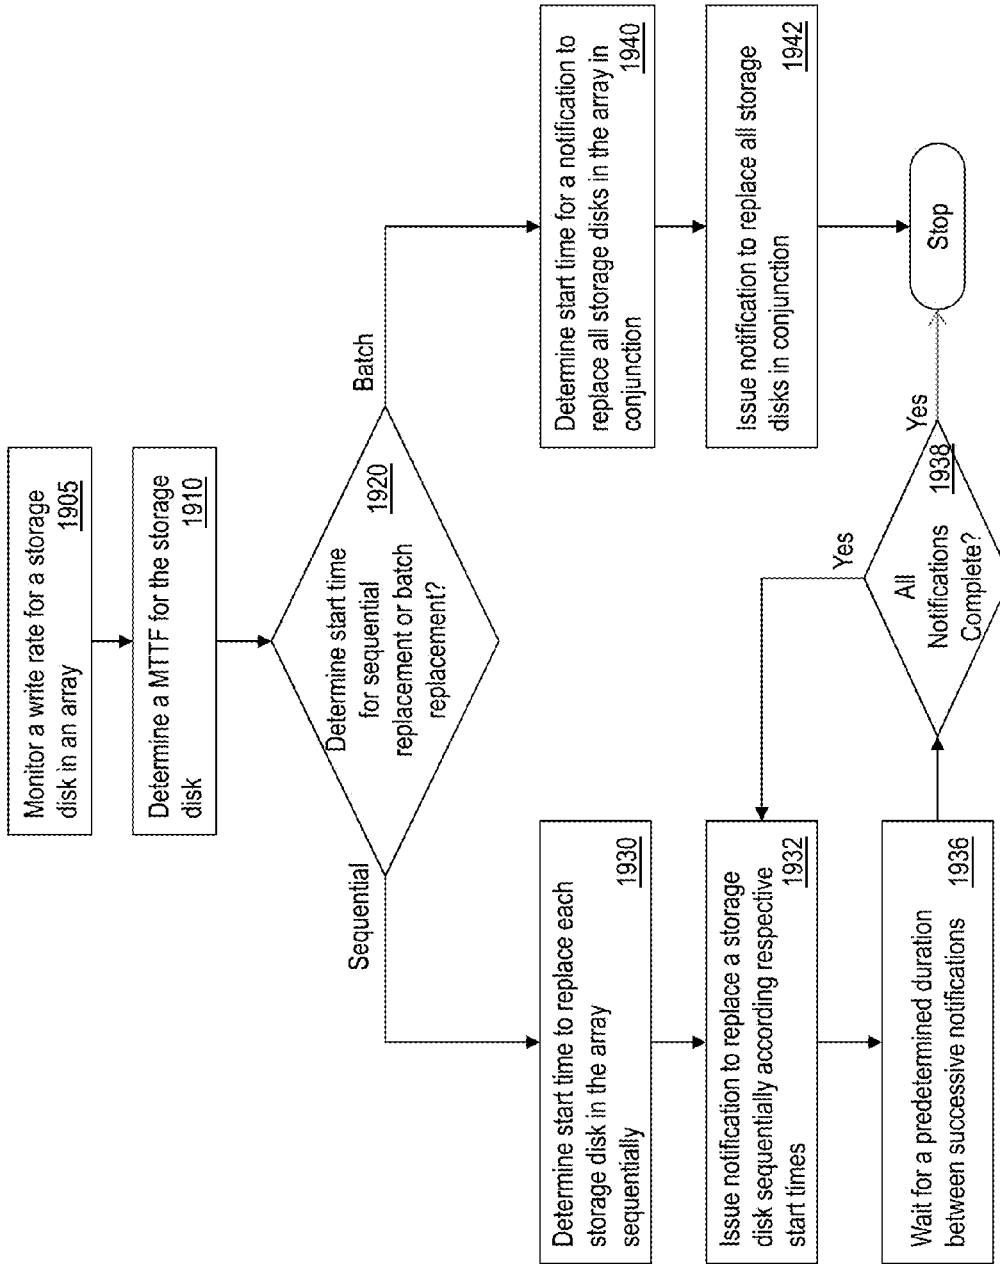 Monitor a write rate for a storage
disk in an array
1905
Determine a MTTF for the storage
disk
1910
Determine start time
for sequential
replacement or batch
replacement?
1920
Sequential
Batch
Determine start time to replace each
storage disk in the array
sequentially
1930
Issue notification to replace a storage
disk sequentially according respective
start times
1932
Wait for a predetermined duration
between successive notifications
1936
All
Notifications
Complete?
1938
Yes
Yes
Determine start time for a notification to
replace all storage disks in the array in
conjunction
1940
Issue notification to replace all storage
disks in conjunction
1942
Stop